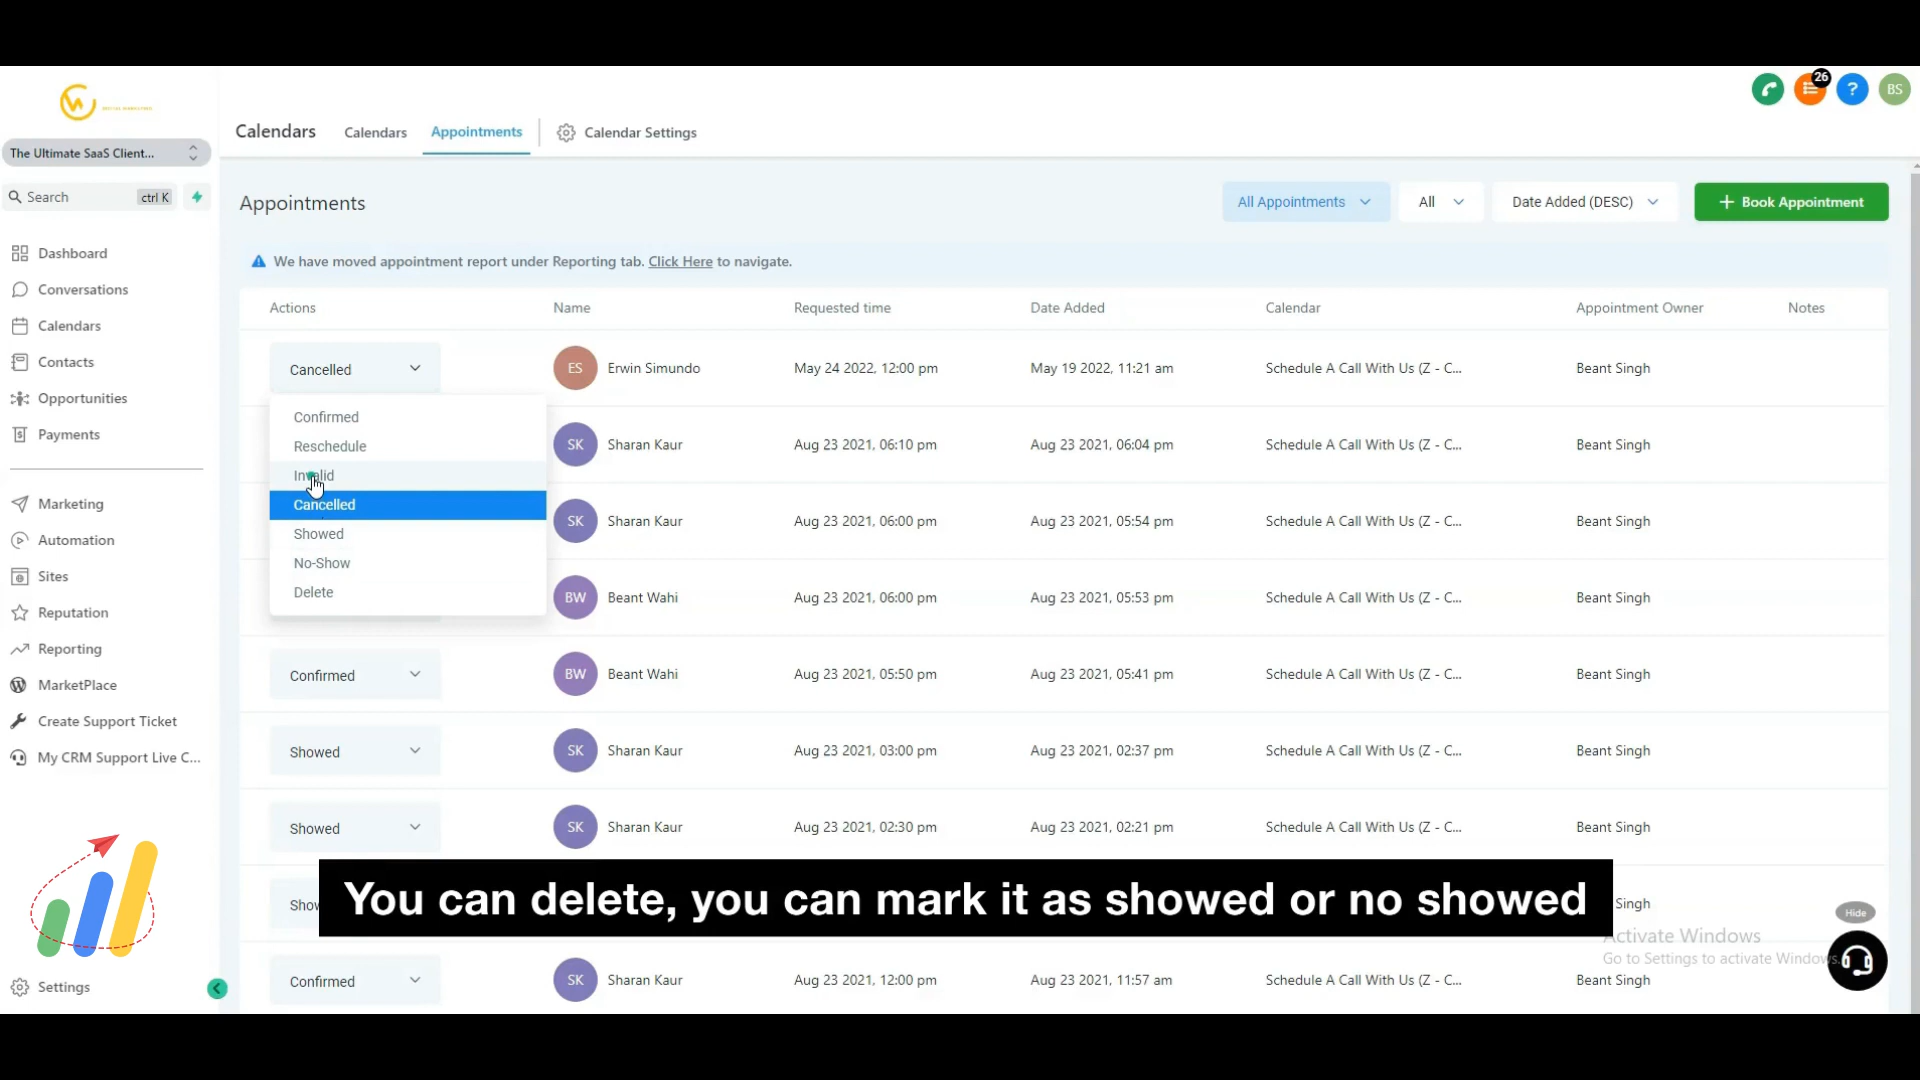 26
BS
Calendars
Calendars
Appointments
Calendar Settings
The Ultimate SaaS Client...
Search
ctrl K
Appointments
All Appointments
All
Date Added (DESC)
+ Book Appointment
We have moved appointment report under Reporting tab. Click Here to navigate.
Dashboard
Conversations
Calendars
Contacts
Opportunities
Payments
Marketing
Automation
Sites
Reputation
Reporting
MarketPlace
Create Support Ticket
My CRM Support Live C...
Settings
Actions Name Requested time Date Added Calendar Appointment Owner Notes
Cancelled ES Erwin Simundo May 24 2022, 12:00 pm May 19 2022, 11:21 am Schedule A Call With Us (Z - C... Beant Singh
Confirmed
Reschedule
Invalid
Cancelled
Showed
No-Show
Delete
SK Sharan Kaur Aug 23 2021, 06:10 pm Aug 23 2021, 06:04 pm Schedule A Call With Us (Z - C... Beant Singh
SK Sharan Kaur Aug 23 2021, 06:00 pm Aug 23 2021, 05:54 pm Schedule A Call With Us (Z - C... Beant Singh
BW Beant Wahi Aug 23 2021, 06:00 pm Aug 23 2021, 05:53 pm Schedule A Call With Us (Z - C... Beant Singh
Confirmed BW Beant Wahi Aug 23 2021, 05:50 pm Aug 23 2021, 05:41 pm Schedule A Call With Us (Z - C... Beant Singh
Showed SK Sharan Kaur Aug 23 2021, 03:00 pm Aug 23 2021, 02:37 pm Schedule A Call With Us (Z - C... Beant Singh
Showed SK Sharan Kaur Aug 23 2021, 02:30 pm Aug 23 2021, 02:21 pm Schedule A Call With Us (Z - C... Beant Singh
You can delete, you can mark it as showed or no showed
Singh
Hide
Activate Windows
Go to Settings to activate Windows.
Confirmed SK Sharan Kaur Aug 23 2021, 12:00 pm Aug 23 2021, 11:57 am Schedule A Call With Us (Z - C... Beant Singh